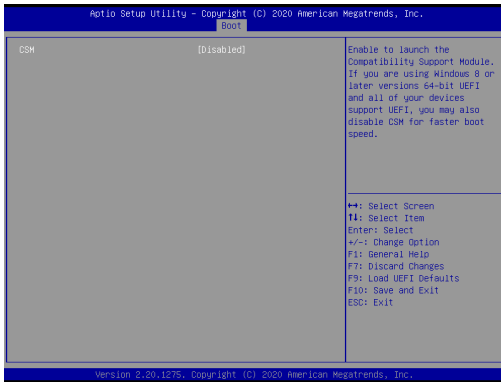 Aptio Setup Utility - Copyright (C) 2020 American Megatrends, Inc.
Boot
CSM [Disabled]
Enable to launch the
Compatibility Support Module.
If you are using Windows 8 or
later versions 64-bit UEFI
and all of your devices
support UEFI, you may also
disable CSM for faster boot
speed.
↔: Select Screen
↑↓: Select Item
Enter: Select
+/-: Change Option
F1: General Help
F7: Discard Changes
F9: Load UEFI Defaults
F10: Save and Exit
ESC: Exit
Version 2.20.1275. Copyright (C) 2020 American Megatrends, Inc.